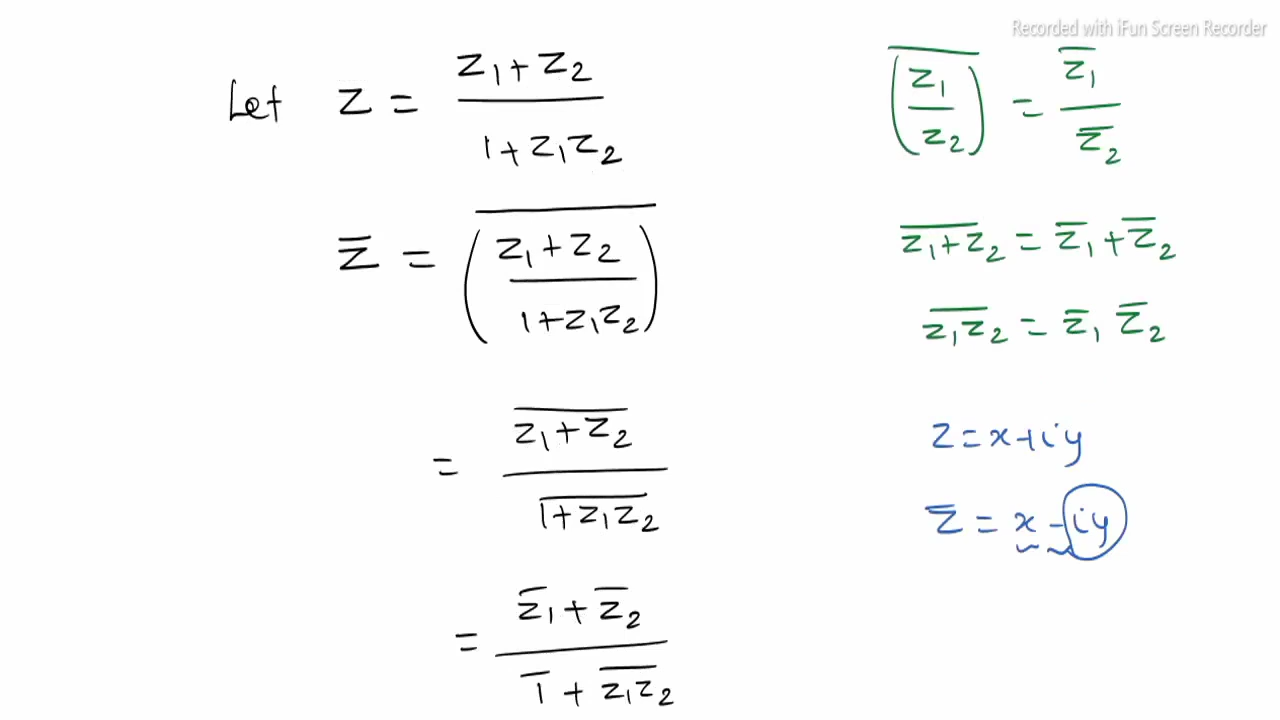 Recorded with iFun Screen Recorder
Let z = (z₁+z₂)/(1+z₁z₂)
z̅ = \overline{((z₁+z₂)/(1+z₁z₂))}
= \overline{z₁+z₂}/\overline{1+z₁z₂}
= (z̅₁+z̅₂)/(1̅+\overline{z₁z₂})
\overline{(z₁/z₂)} = z̅₁/z̅₂
\overline{z₁+z₂} = z̅₁+z̅₂
\overline{z₁z₂} = z̅₁ z̅₂
z=x+iy
z̅ = x-iy